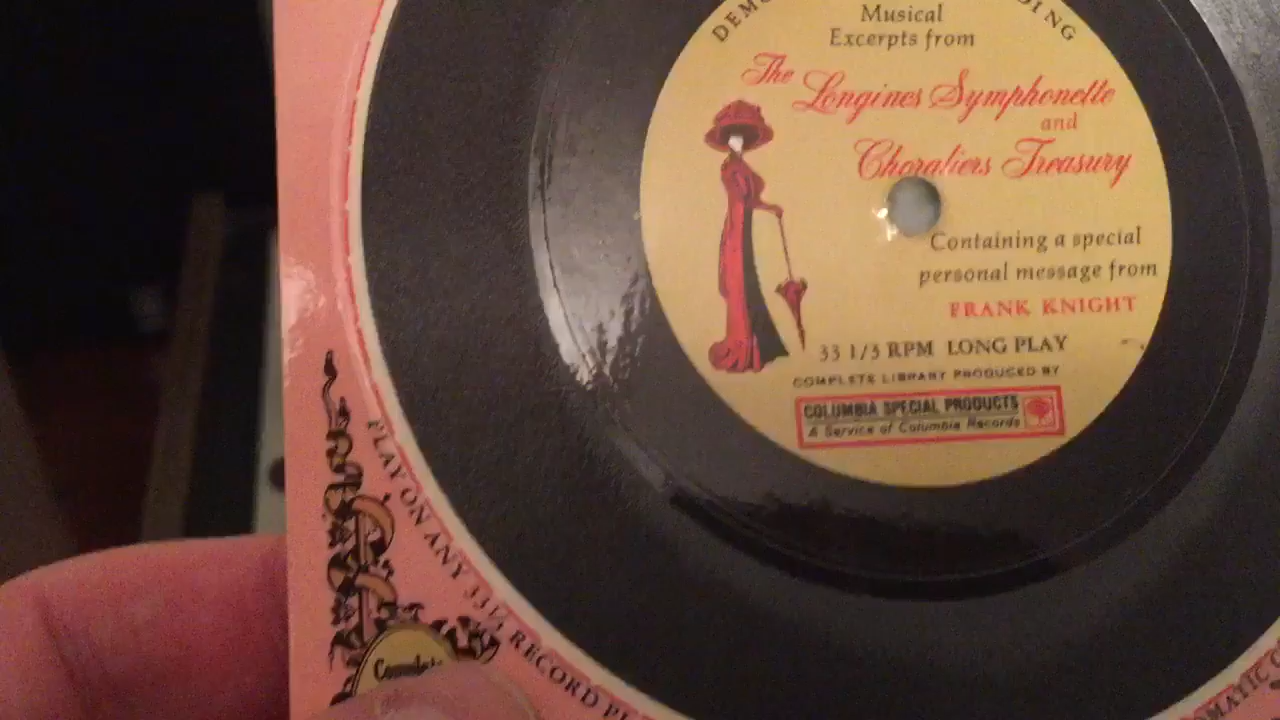 Musical
Excerpts from
The Longines Symphonette
and
Choraliers Treasury
Containing a special
personal message from
FRANK KNIGHT
33 1/3 RPM LONG PLAY
COMPLETE LIBRARY PRODUCED BY
COLUMBIA SPECIAL PRODUCTS
A Service of Columbia Records
PLAY ON ANY 33 1/3 RECORD